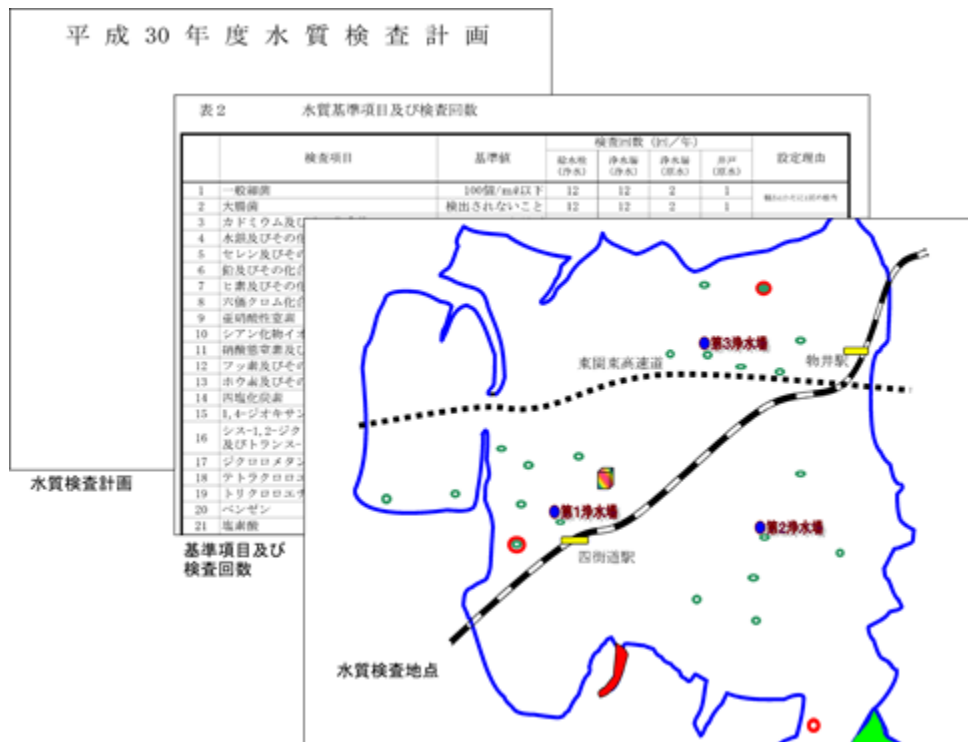 平成30年度水質検査計画
水質検査計画
表2 水質基準項目及び検査回数
検査項目 基準値 検査回数(回/年) 設定理由
給水栓(浄水) 浄水場(浄水) 浄水場(原水) 井戸(原水)
1 一般細菌 100個/mℓ以下 12 12 2 1
2 大腸菌 検出されないこと 12 12 2 1
3 カドミウム及び
4 水銀及びその化
5 セレン及びその
6 鉛及びその化合
7 ヒ素及びその化
8 六価クロム化合
9 亜硝酸性窒素
10 シアン化物イオ
11 硝酸態窒素及び
12 フッ素及びその
13 ホウ素及びその
14 四塩化炭素
15 1,4-ジオキサン
16 シス-1,2-ジク
及びトランス-
17 ジクロロメタン
18 テトラクロロエ
19 トリクロロエチ
20 ベンゼン
21 塩素酸
基準項目及び
検査回数
第3浄水場
物井駅
東関東高速道
第1浄水場
第2浄水場
四街道駅
水質検査地点